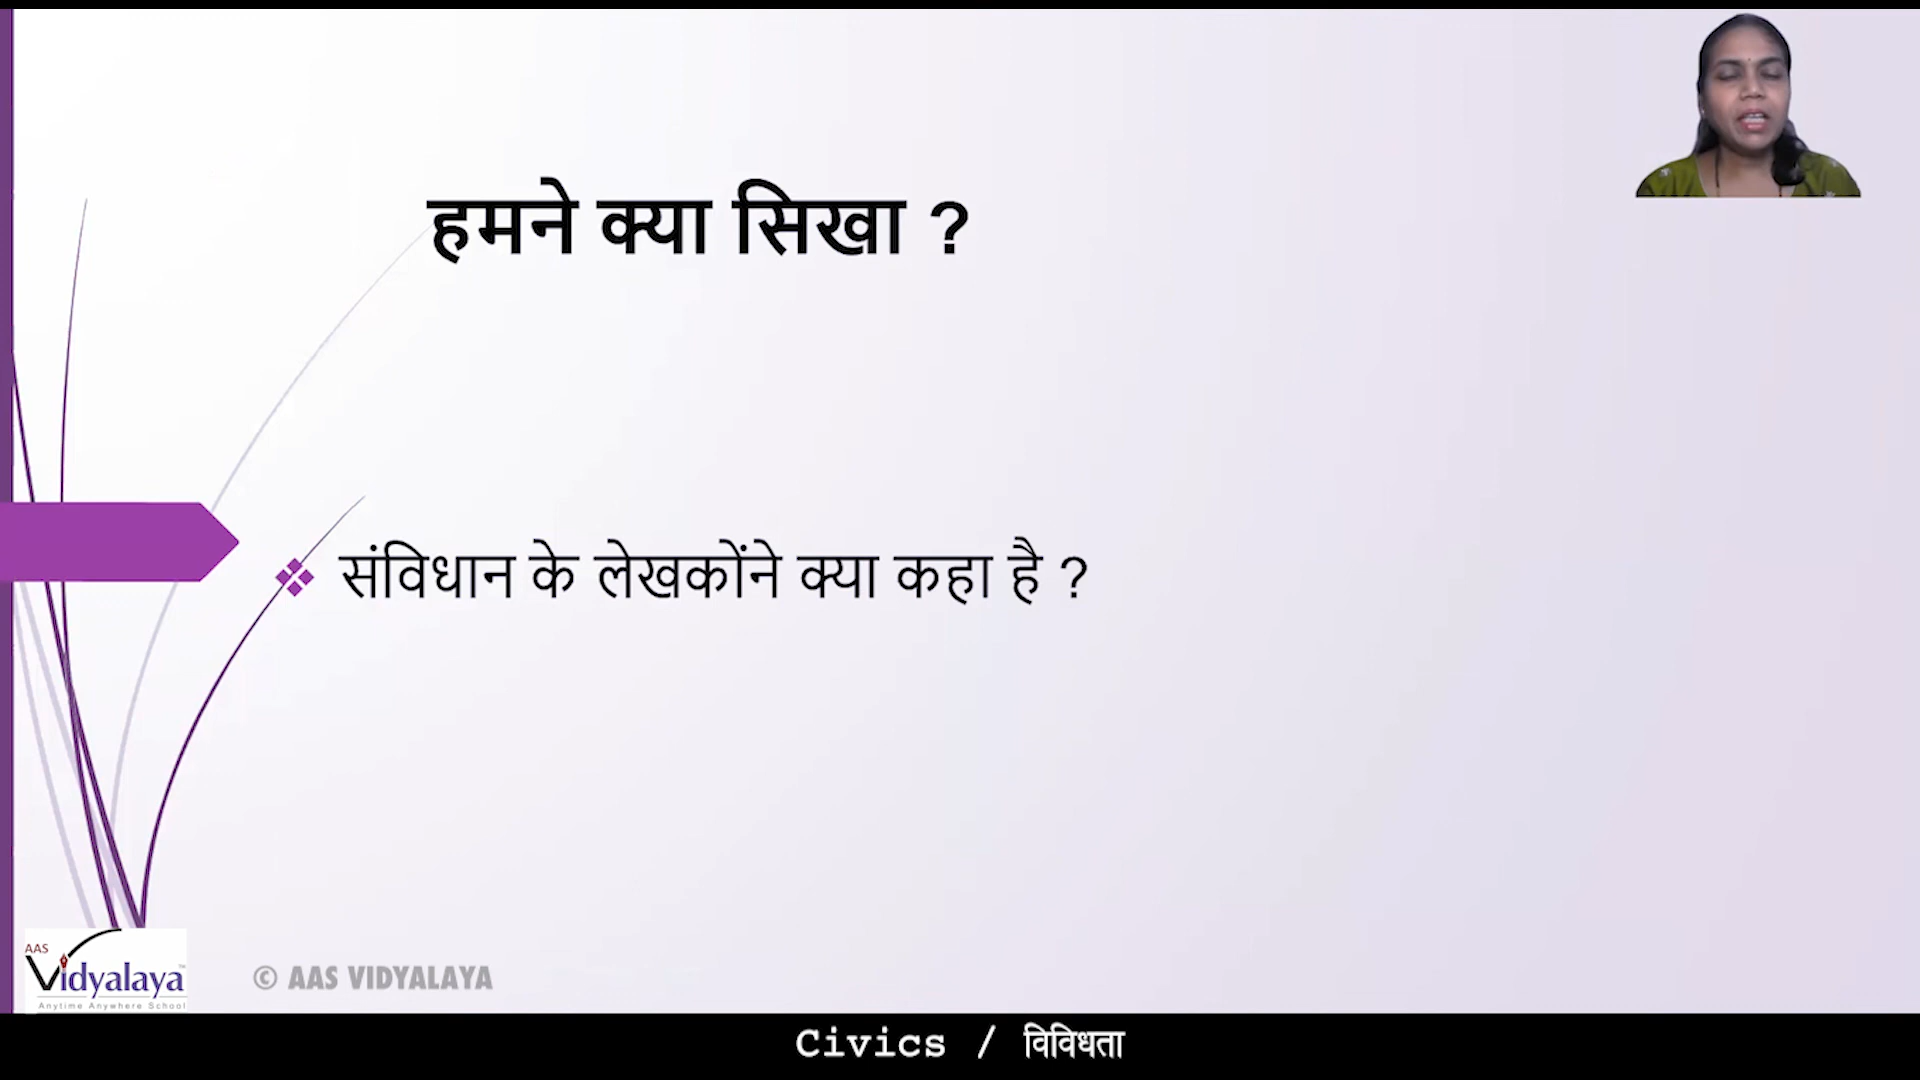 हमने क्या सिखा ?
संविधान के लेखकोंने क्या कहा है ?
AAS
Vidyalaya
Anytime Anywhere School
© AAS VIDYALAYA
Civics / विविधता